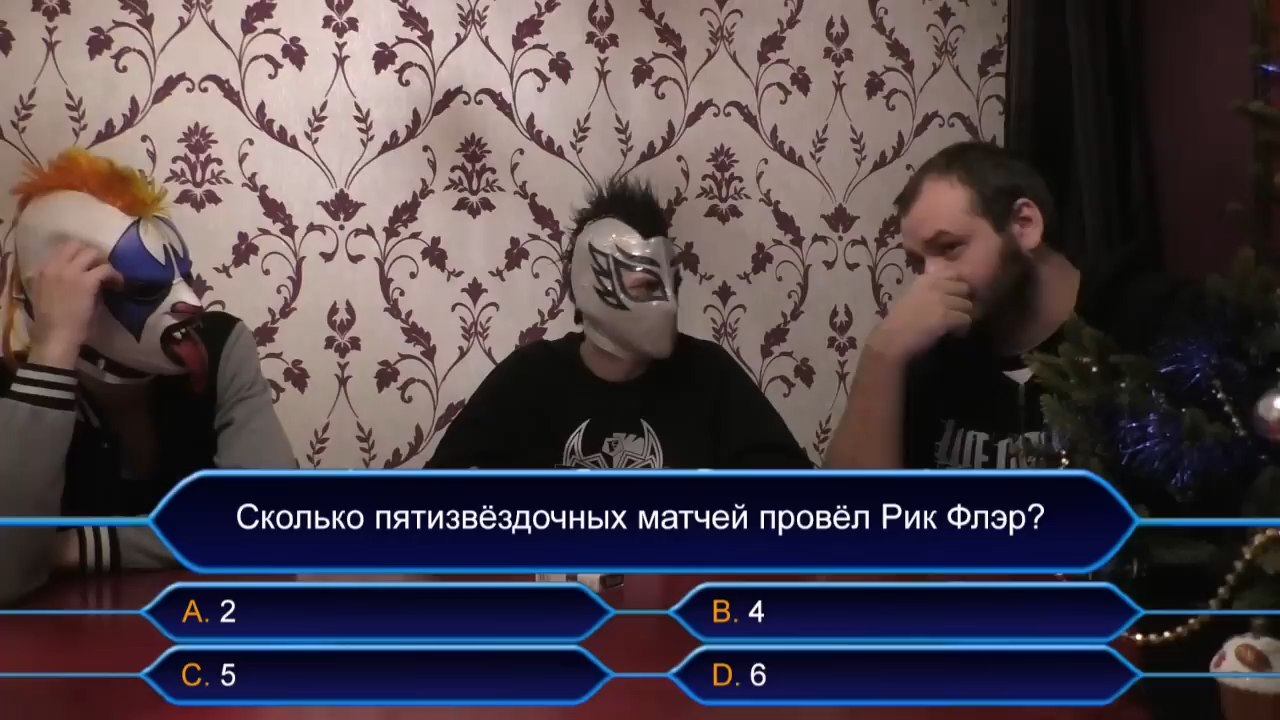 Сколько пятизвёздочных матчей провёл Рик Флэр?
A. 2
B. 4
C. 5
D. 6